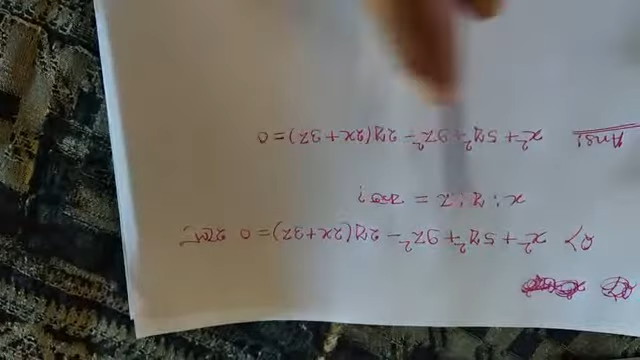 Q> x²+5y²+9z²-2y(2x+3z)=0 হলে,
x : y : z = কত?
Ans: x²+5y²+9z²-2y(2x+3z)=0